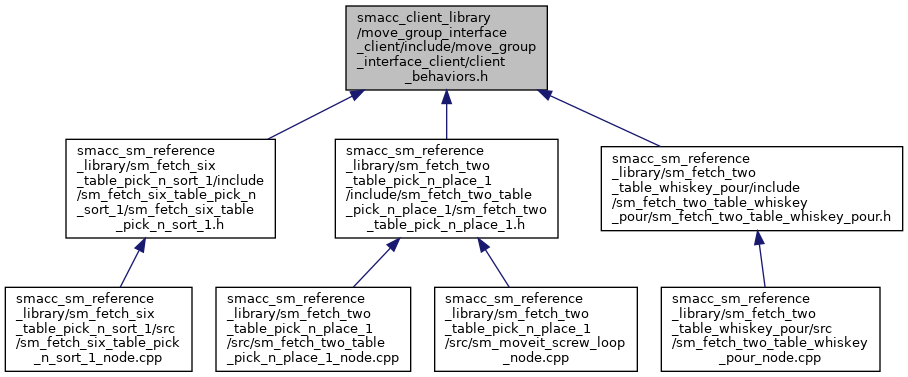 smacc_client_library
/move_group_interface
_client/include/move_group
_interface_client/client
_behaviors.h
smacc_sm_reference
_library/sm_fetch_six
_table_pick_n_sort_1/include
/sm_fetch_six_table_pick_n
_sort_1/sm_fetch_six_table
_pick_n_sort_1.h
smacc_sm_reference
_library/sm_fetch_two
_table_pick_n_place_1
/include/sm_fetch_two_table
_pick_n_place_1/sm_fetch_two
_table_pick_n_place_1.h
smacc_sm_reference
_library/sm_fetch_two
_table_whiskey_pour/include
/sm_fetch_two_table_whiskey
_pour/sm_fetch_two_table_whiskey_pour.h
smacc_sm_reference
_library/sm_fetch_six
_table_pick_n_sort_1/src
/sm_fetch_six_table_pick
_n_sort_1_node.cpp
smacc_sm_reference
_library/sm_fetch_two
_table_pick_n_place_1
/src/sm_fetch_two_table
_pick_n_place_1_node.cpp
smacc_sm_reference
_library/sm_fetch_two
_table_pick_n_place_1
/src/sm_moveit_screw_loop
_node.cpp
smacc_sm_reference
_library/sm_fetch_two
_table_whiskey_pour/src
/sm_fetch_two_table_whiskey
_pour_node.cpp